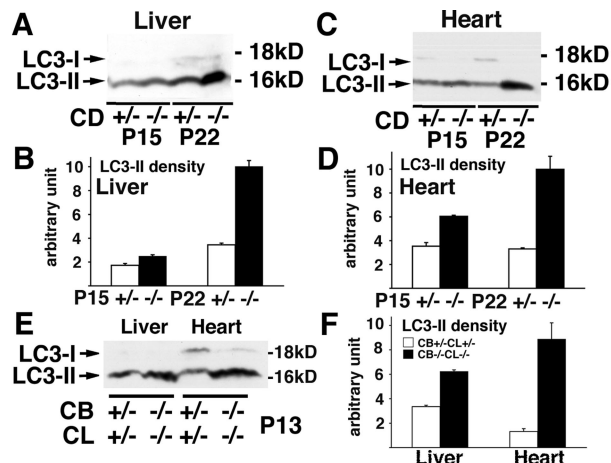 A
Liver
LC3-I
LC3-II
18kD
16kD
CD
+/- -/- +/- -/-
P15 P22
C
Heart
LC3-I
LC3-II
18kD
16kD
CD
+/- -/- +/- -/-
P15 P22
B
LC3-II density
Liver
arbitrary unit
10
8
6
4
2
P15 +/- -/- P22 +/- -/-
D
LC3-II density
Heart
arbitrary unit
10
8
6
4
2
P15 +/- -/- P22 +/- -/-
E
Liver Heart
LC3-I
LC3-II
-18kD
-16kD
CB +/- -/- +/- -/-
CL +/- -/- +/- -/-
P13
F
LC3-II density
CB+/-CL+/-
CB-/-CL-/-
arbitrary unit
10
8
6
4
2
Liver Heart